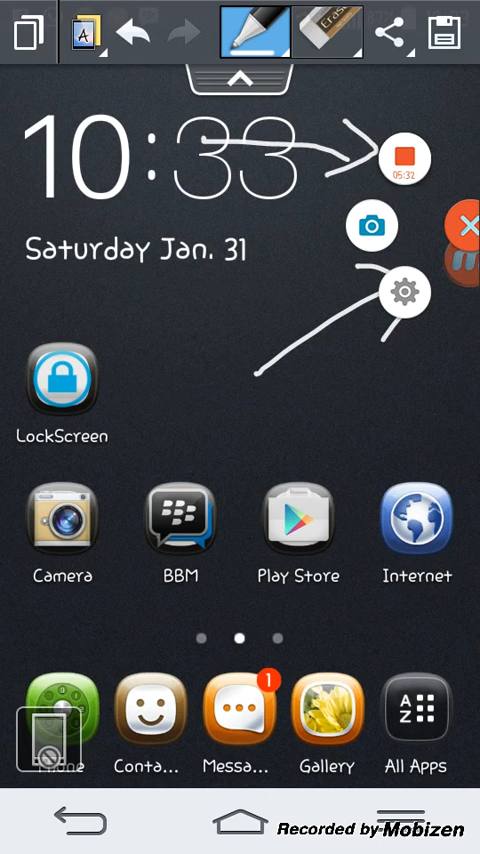 A
Erase
10:33
05:32
Saturday Jan. 31
LockScreen
Camera
BBM
Play Store
Internet
1
A
Z
Phone
Conta...
Messa...
Gallery
All Apps
Recorded by Mobizen